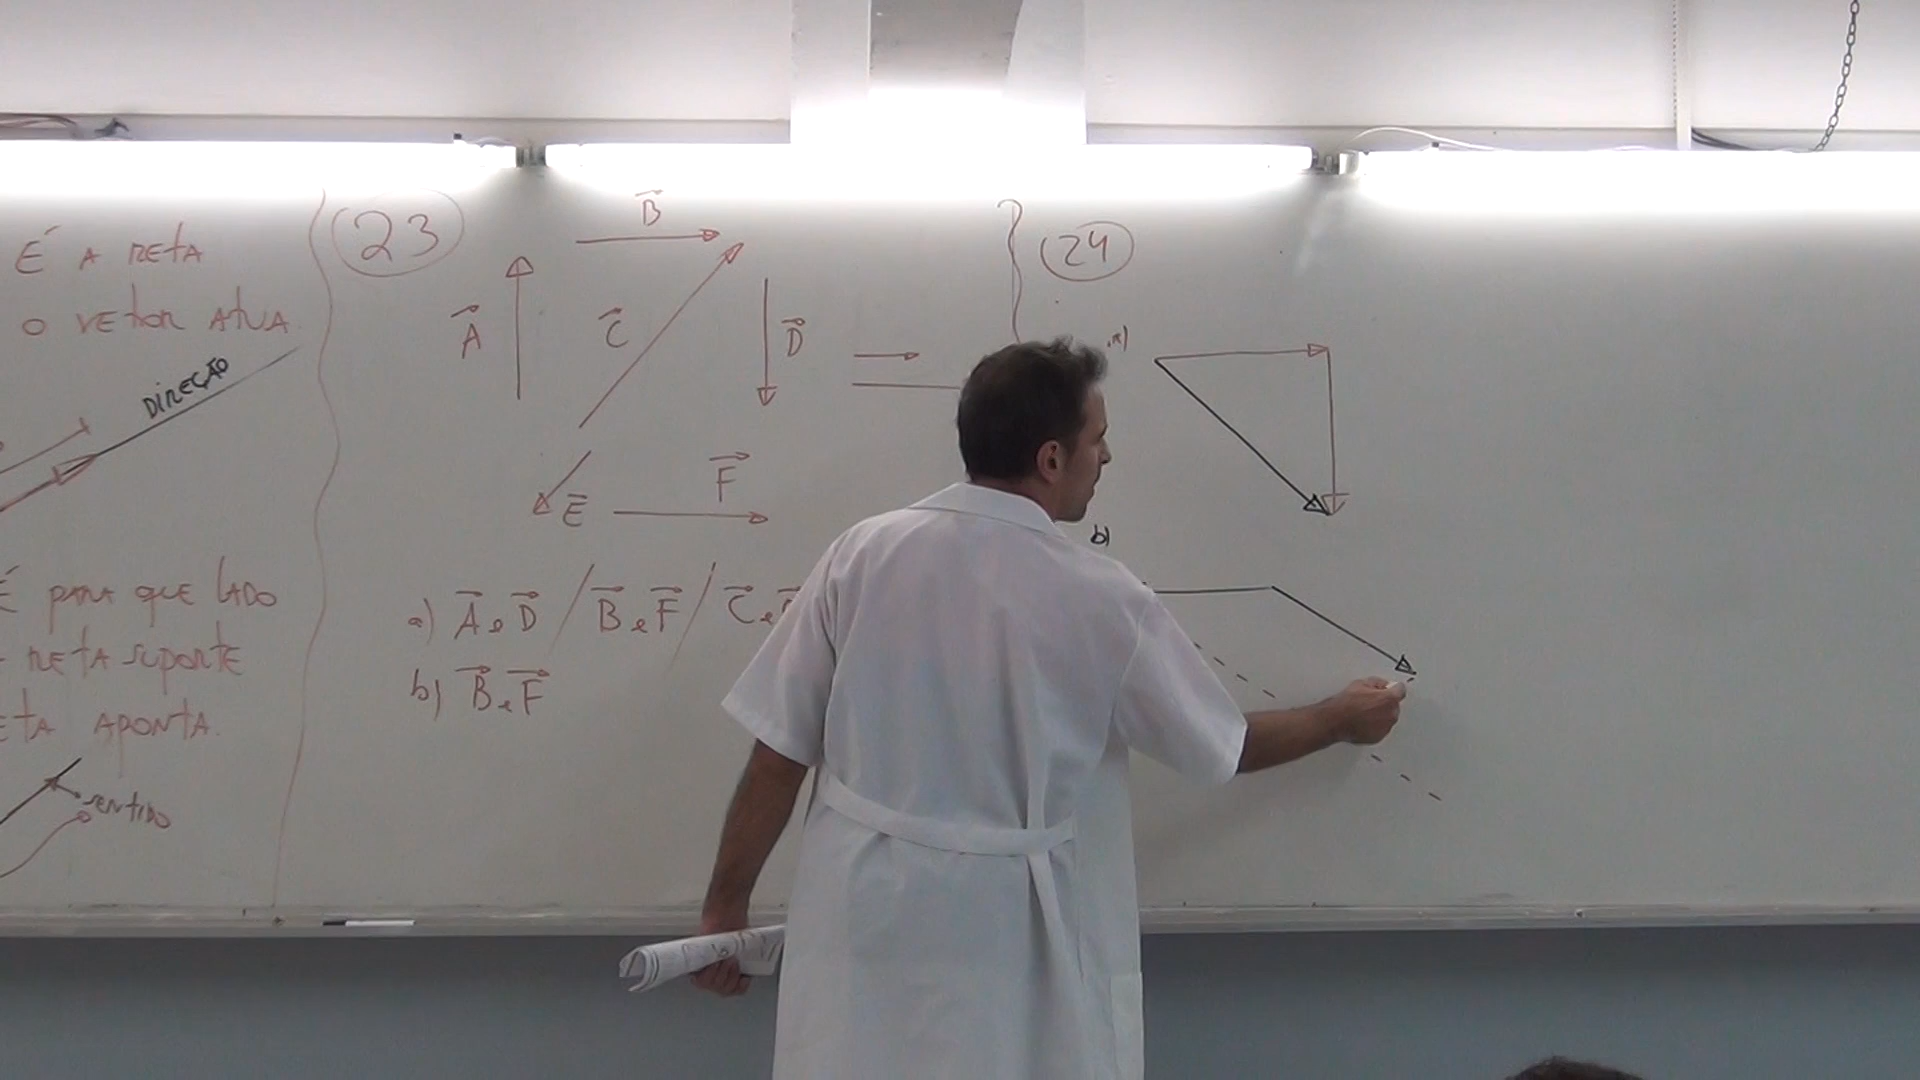 É A RETA
O VETOR ATUA
DIREÇÃO
É PARA QUE LADO
RETA SUPORTE
ETA APONTA.
SENTIDO
23
B
A
C
D
E
F
a) A e D / B e F / C e
b) B e F
24
a)
b)